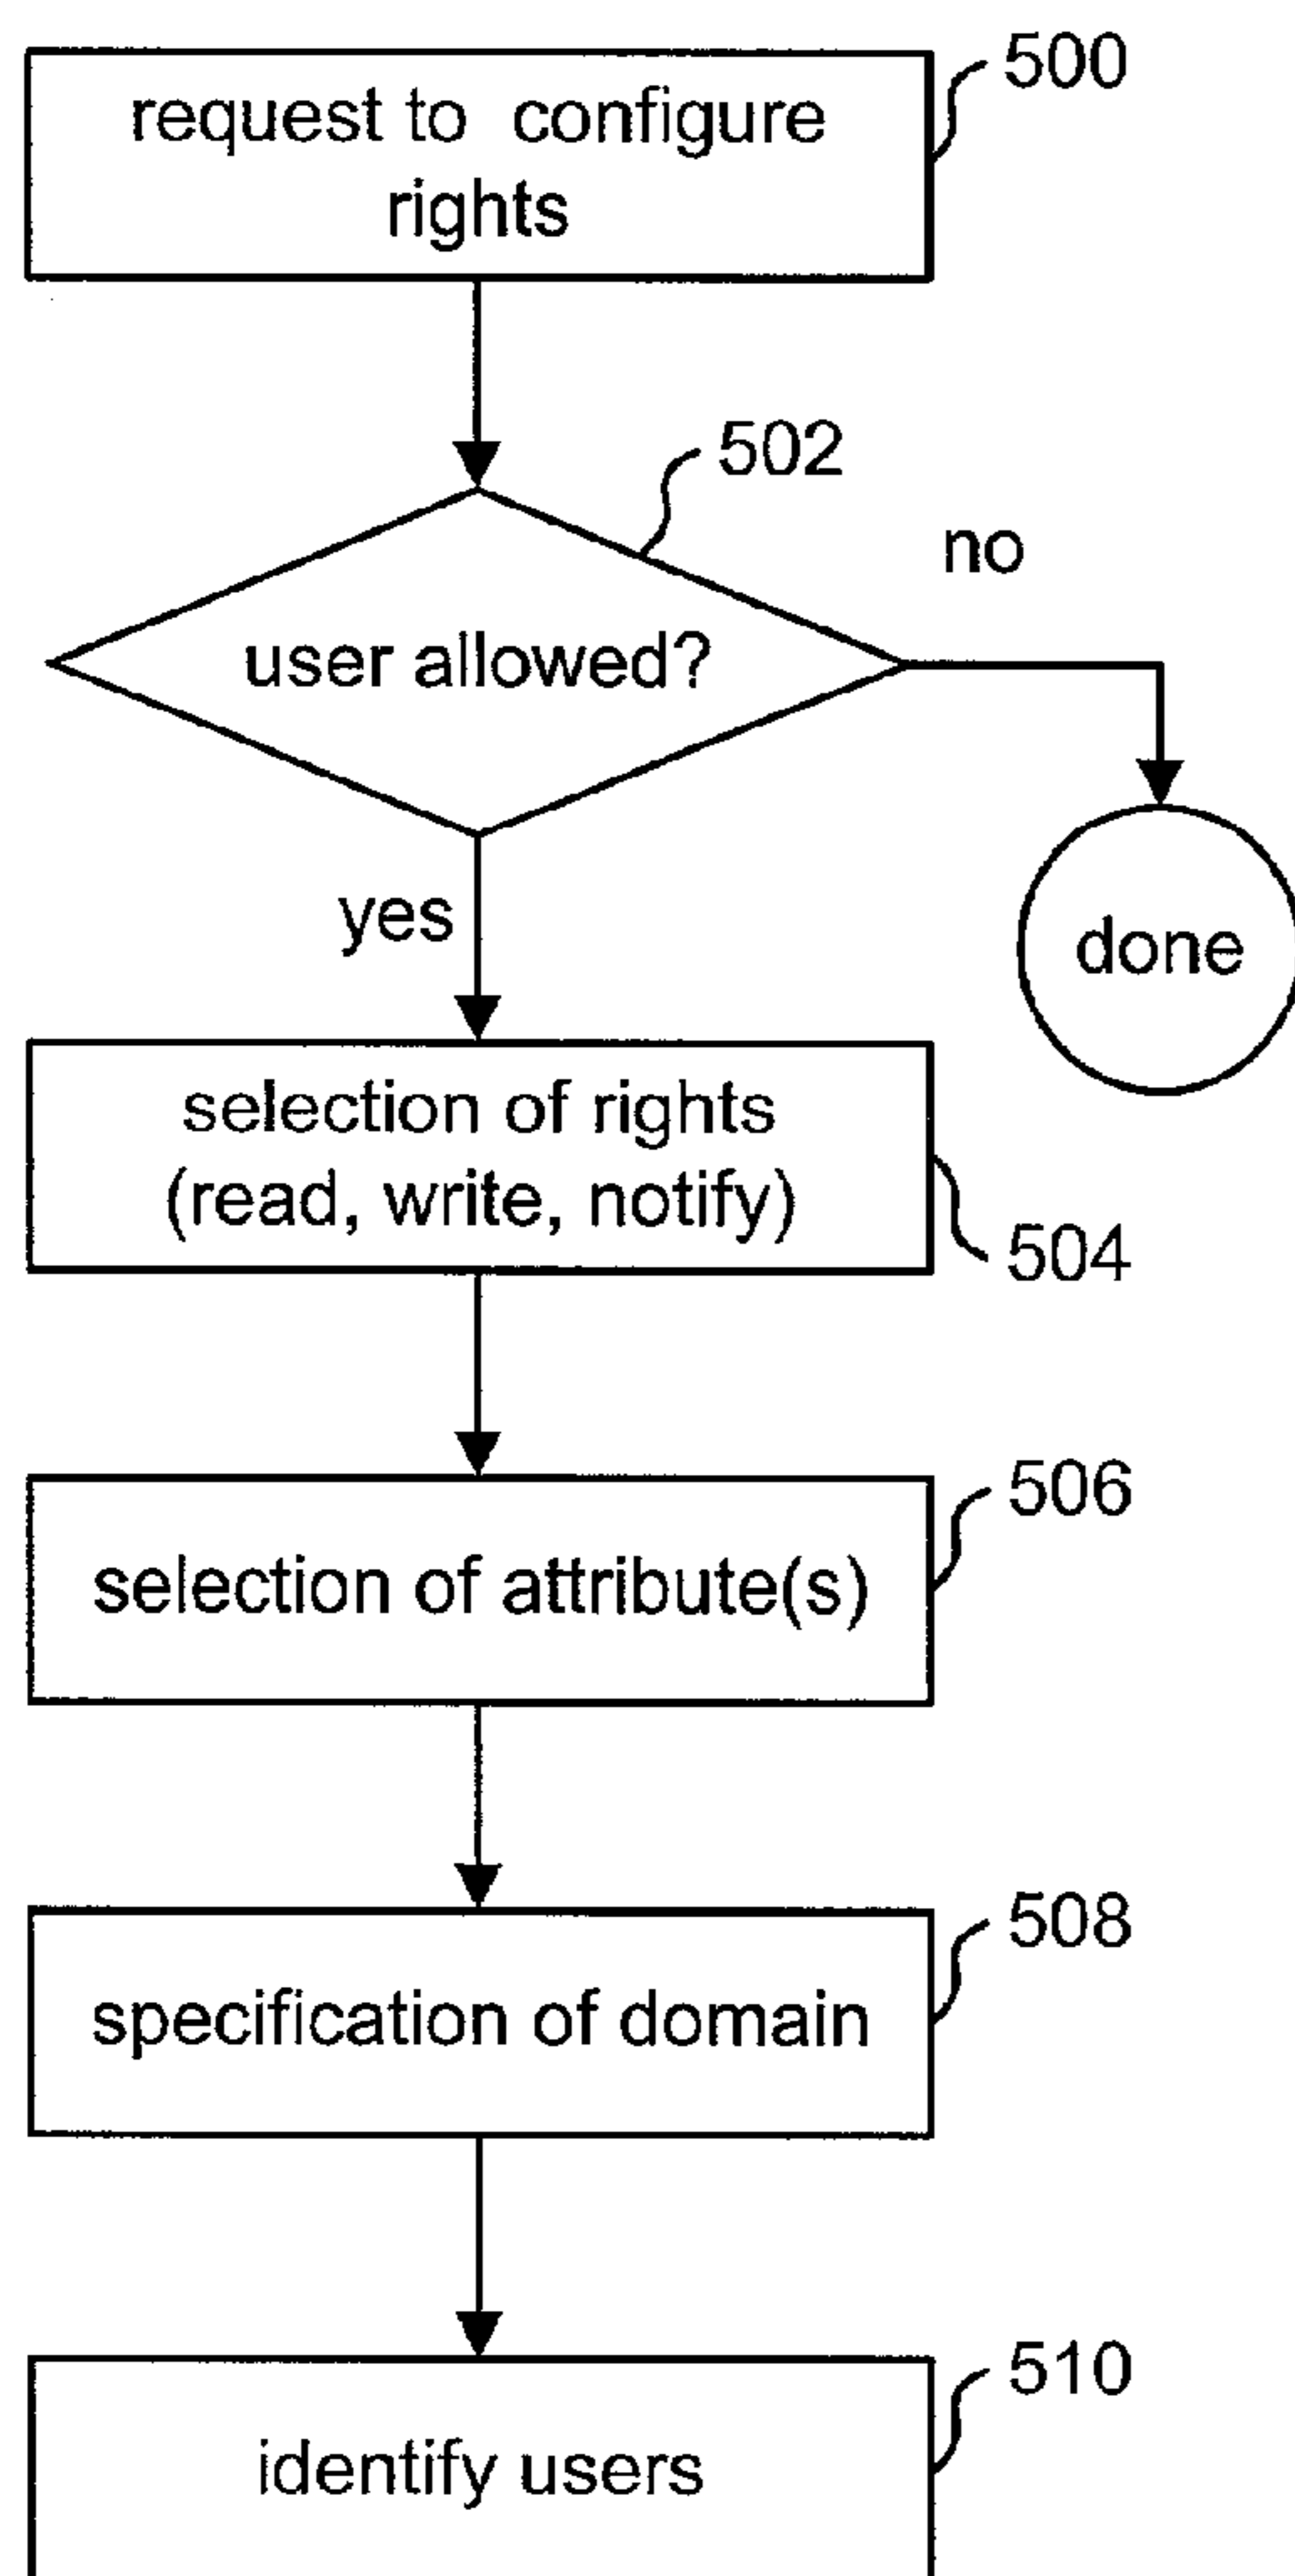 request to configure
rights
500
502
no
user allowed?
yes
done
selection of rights
(read, write, notify)
504
506
selection of attribute(s)
508
specification of domain
510
identify users